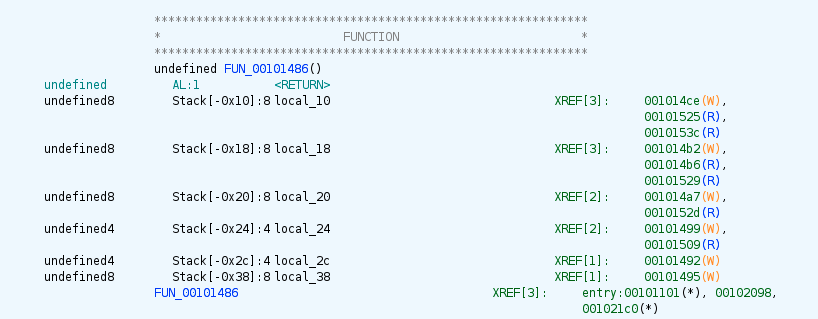 **************************************************************
*                          FUNCTION                          *
**************************************************************
undefined FUN_00101486()
undefined AL:1 <RETURN>
undefined8 Stack[-0x10]:8 local_10 XREF[3]: 001014ce(W),
00101525(R),
0010153c(R)
undefined8 Stack[-0x18]:8 local_18 XREF[3]: 001014b2(W),
001014b6(R),
00101529(R)
undefined8 Stack[-0x20]:8 local_20 XREF[2]: 001014a7(W),
0010152d(R)
undefined4 Stack[-0x24]:4 local_24 XREF[2]: 00101499(W),
00101509(R)
undefined4 Stack[-0x2c]:4 local_2c XREF[1]: 00101492(W)
undefined8 Stack[-0x38]:8 local_38 XREF[1]: 00101495(W)
FUN_00101486 XREF[3]: entry:00101101(*), 00102098,
001021c0(*)